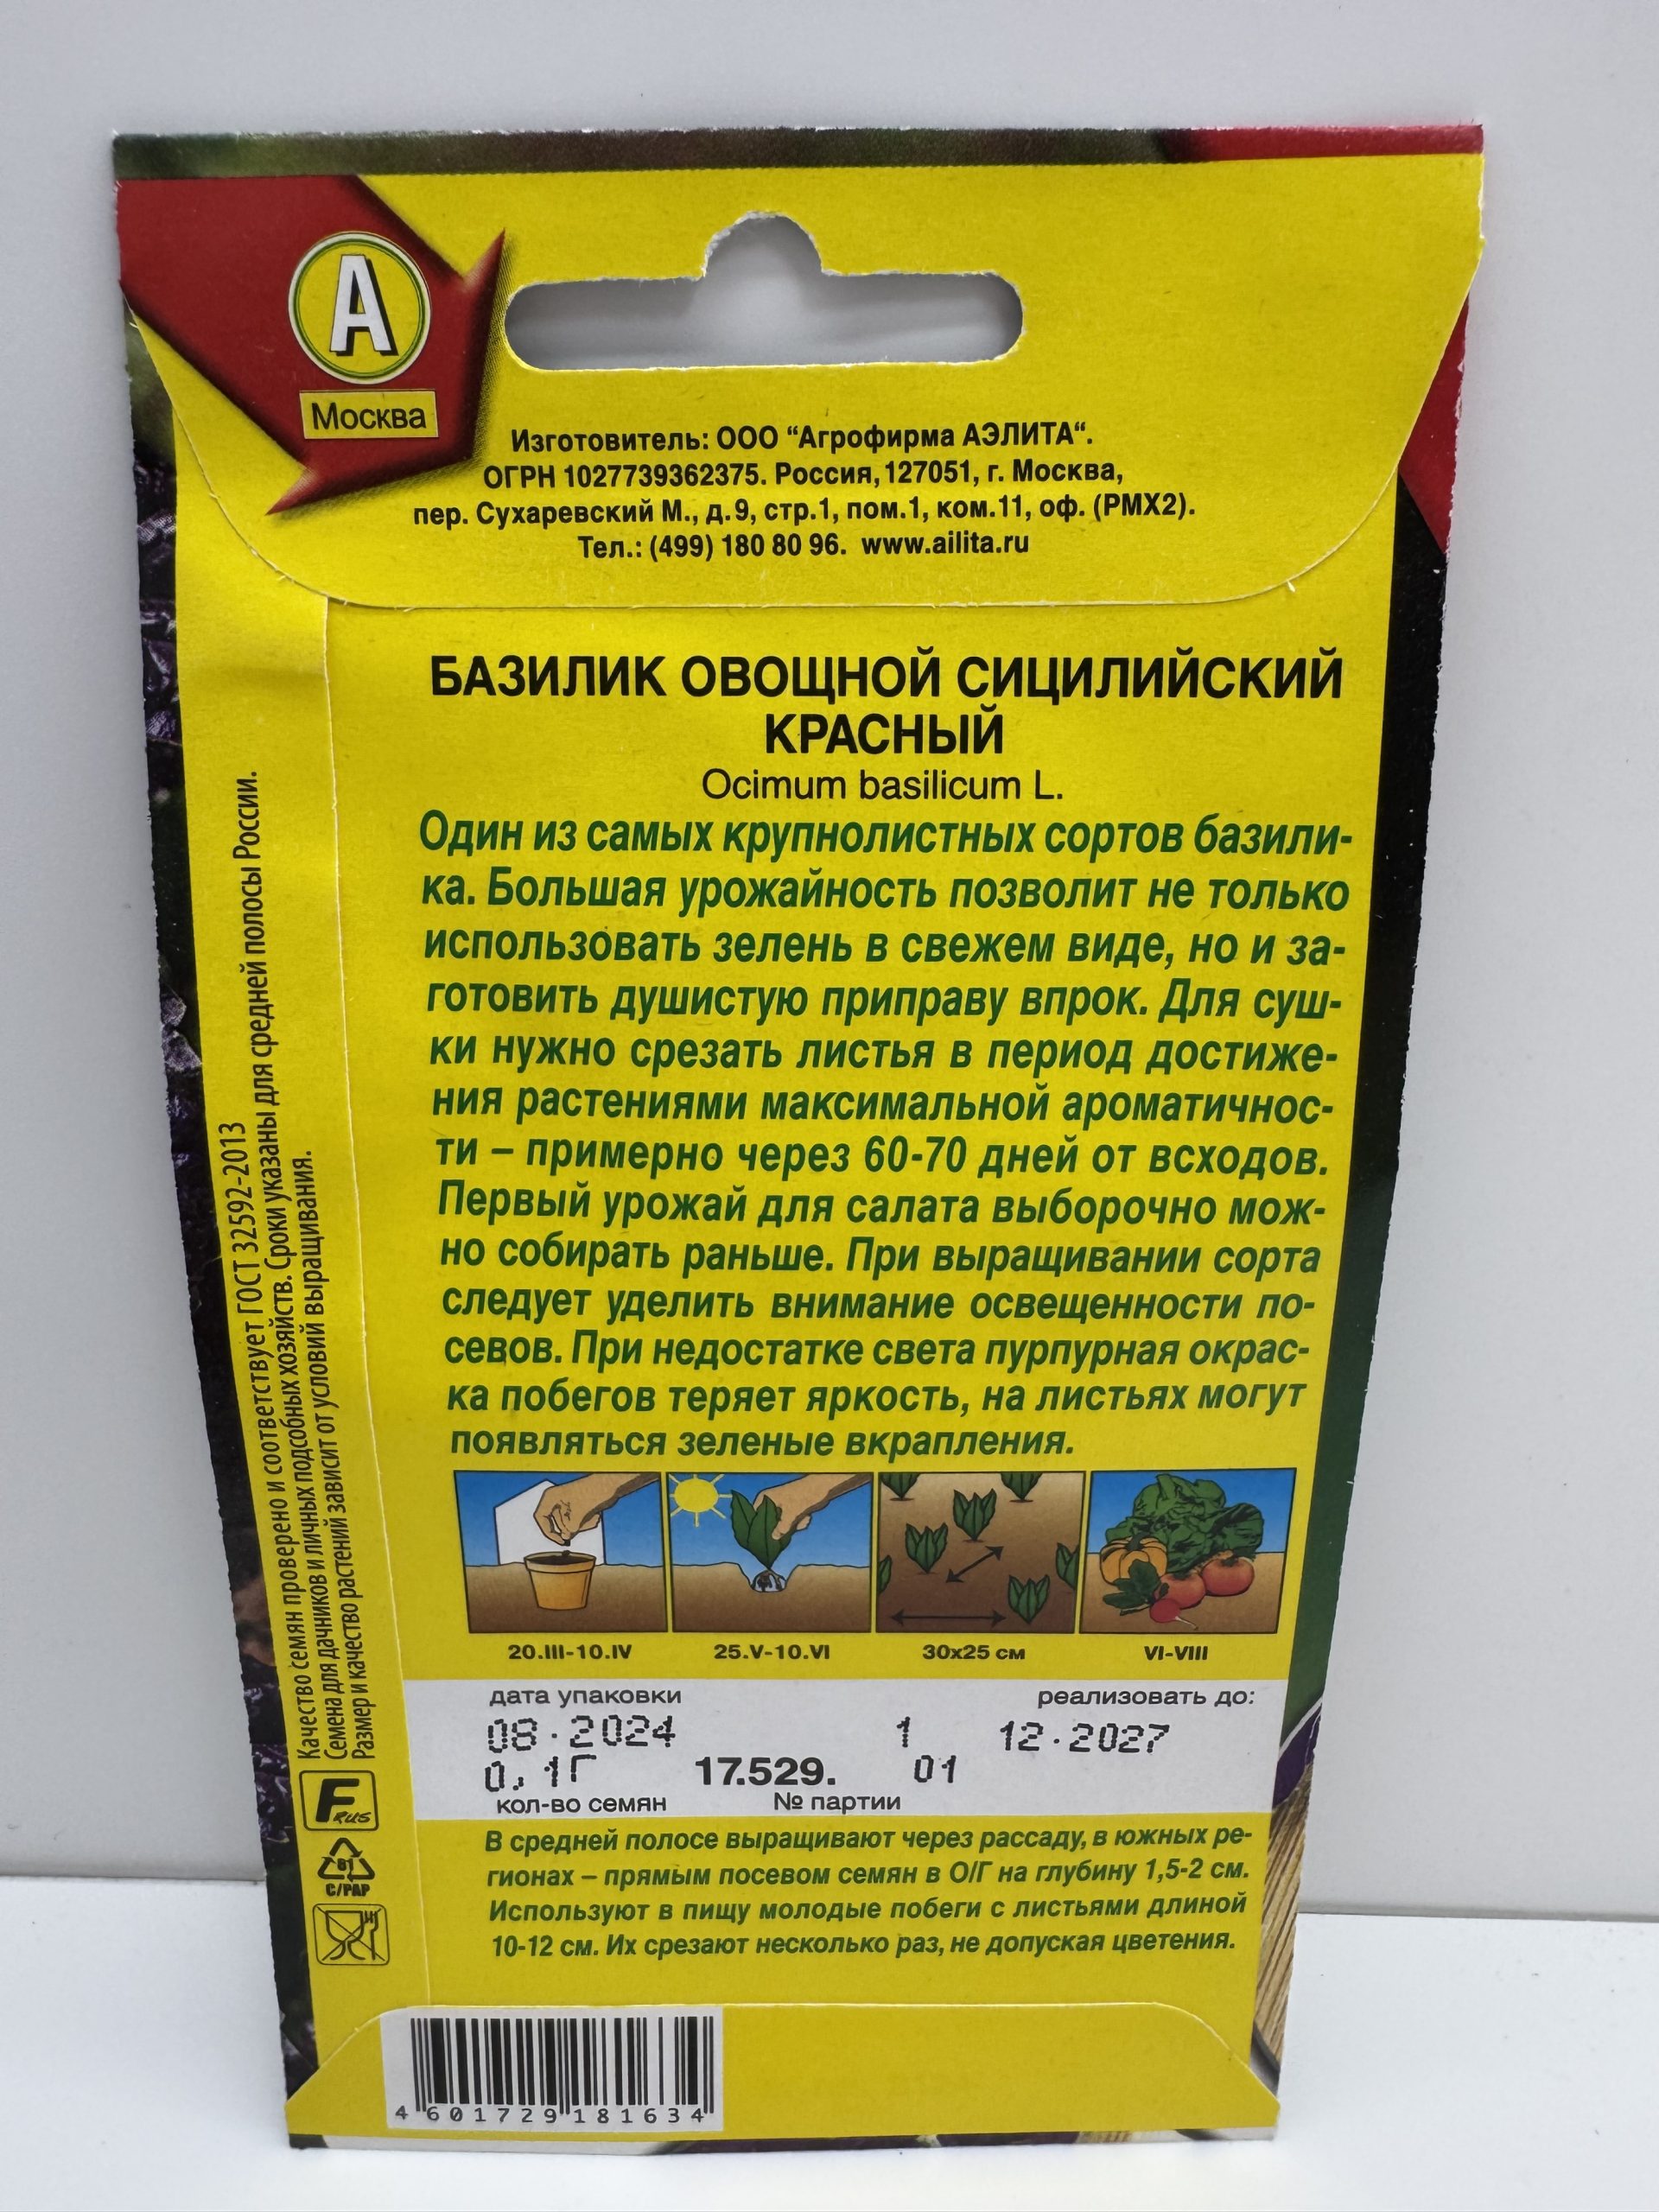 А
Москва
Изготовитель: ООО “Агрофирма АЭЛИТА“.
ОГРН 1027739362375. Россия, 127051, г. Москва,
пер. Сухаревский М., д.9, стр.1, пом.1, ком.11, оф. (РМХ2).
Тел.: (499) 180 80 96. www.ailita.ru
БАЗИЛИК ОВОЩНОЙ СИЦИЛИЙСКИЙ
КРАСНЫЙ
Ocimum basilicum L.
Один из самых крупнолистных сортов базили-
ка. Большая урожайность позволит не только
использовать зелень в свежем виде, но и за-
готовить душистую приправу впрок. Для суш-
ки нужно срезать листья в период достиже-
ния растениями максимальной ароматичнос-
ти – примерно через 60-70 дней от всходов.
Первый урожай для салата выборочно мож-
но собирать раньше. При выращивании сорта
следует уделить внимание освещенности по-
севов. При недостатке света пурпурная окрас-
ка побегов теряет яркость, на листьях могут
появляться зеленые вкрапления.
20.III-10.IV 25.V-10.VI 30x25 см VI-VIII
дата упаковки реализовать до:
08.2024 1 12.2027
0,1Г 17.529. 01
кол-во семян № партии
В средней полосе выращивают через рассаду, в южных ре-
гионах – прямым посевом семян в О/Г на глубину 1,5-2 см.
Используют в пищу молодые побеги с листьями длиной
10-12 см. Их срезают несколько раз, не допуская цветения.
Качество семян проверено и соответствует ГОСТ 32592-2013
Семена для дачников и личных подсобных хозяйств. Сроки указаны для средней полосы России.
Размер и качество растений зависит от условий выращивания.
F RUS
81
C/PAP
4 601729 181634